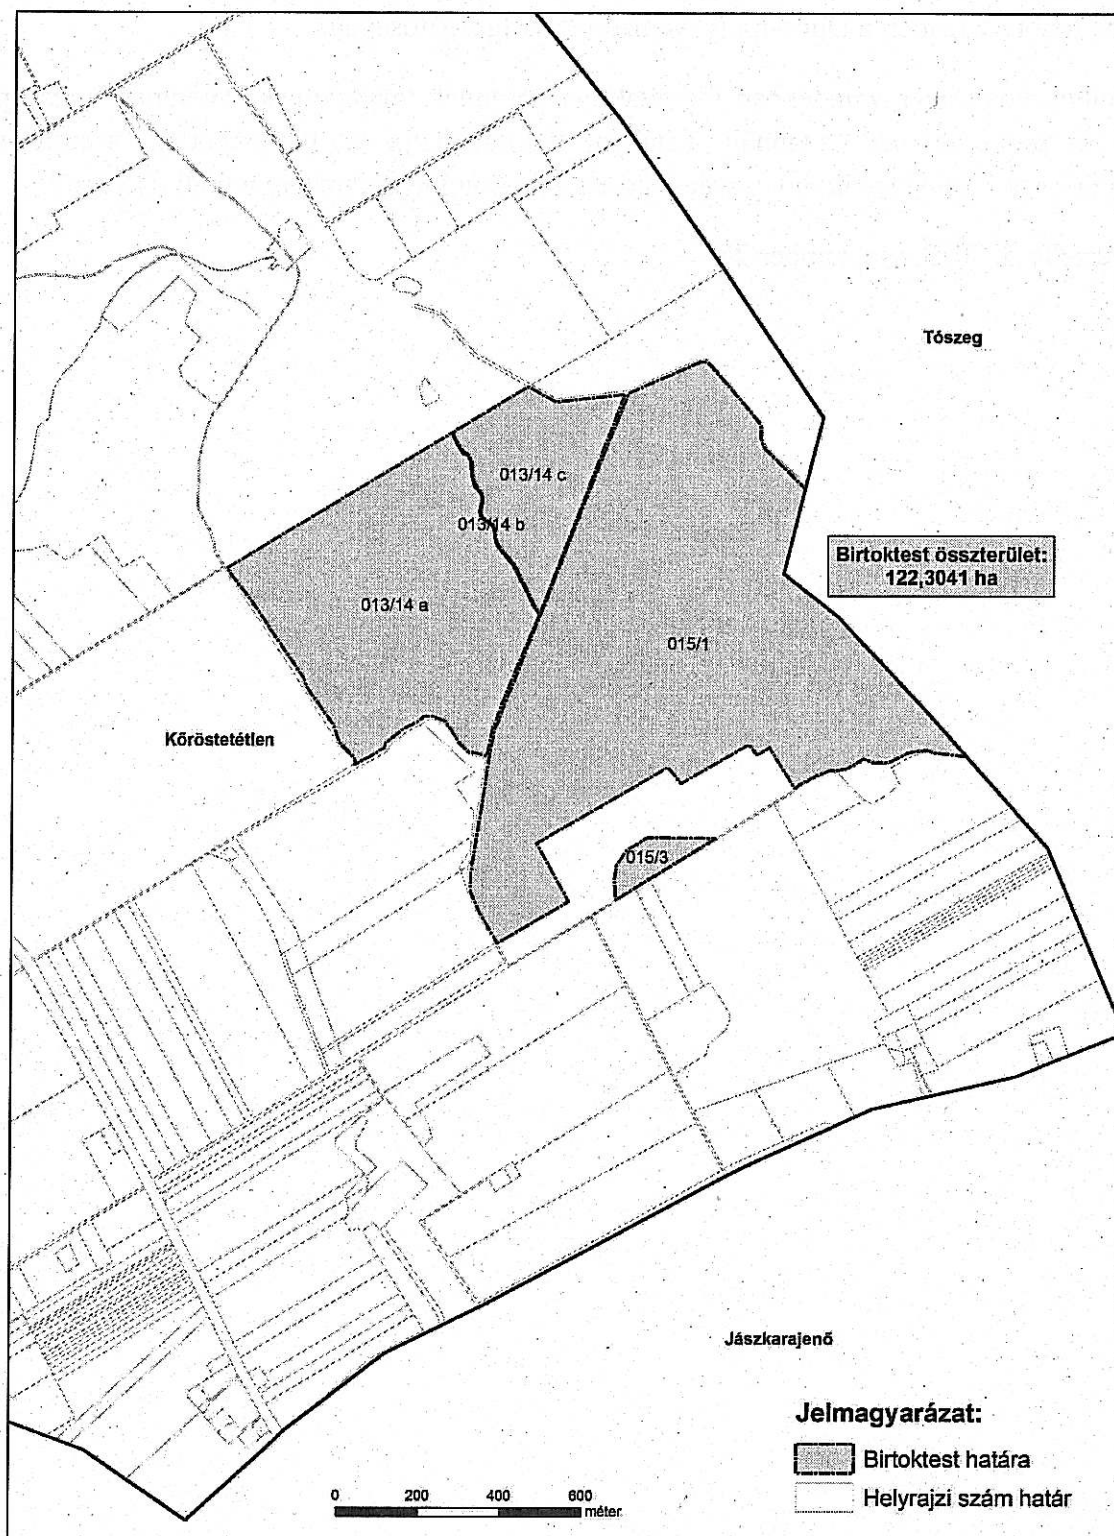 Tószeg
013/14 c
013/14 b
Birtoktest összterület:
122,3041 ha
013/14 a
015/1
Kőröstetétlen
015/3
Jászkarajenő
Jelmagyarázat:
Birtoktest határa
Helyrajzi szám határ
0 200 400 600
méter